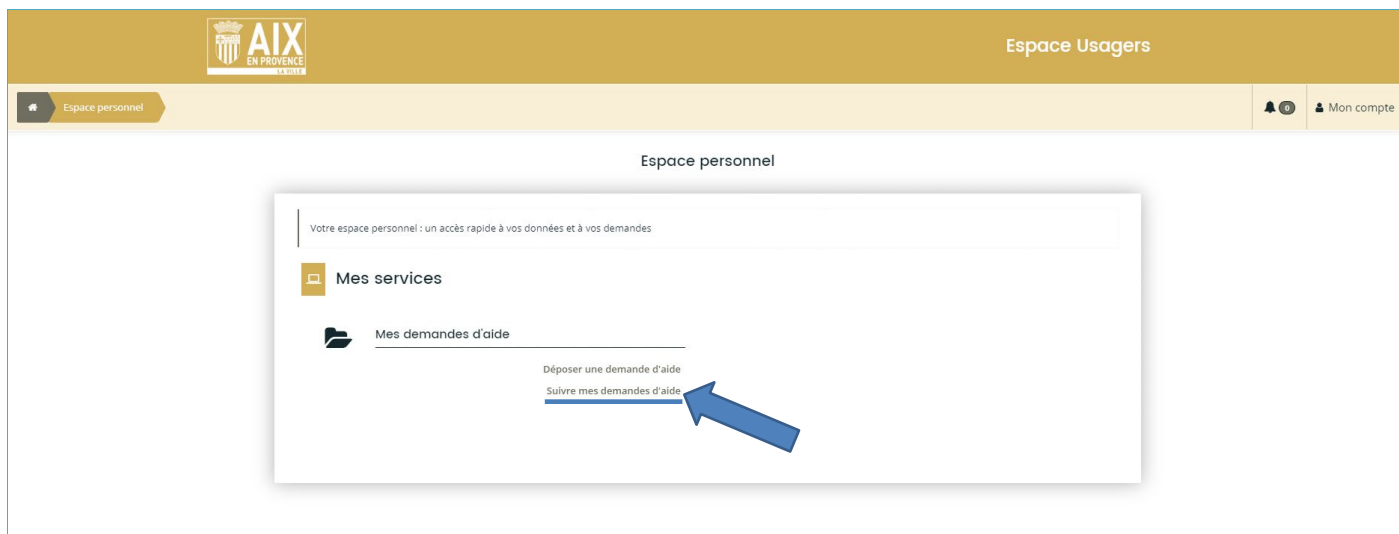 AIX
EN PROVENCE
LA VILLE
Espace Usagers
Espace personnel
0
Mon compte
Espace personnel
Votre espace personnel : un accès rapide à vos données et à vos demandes
Mes services
Mes demandes d'aide
Déposer une demande d'aide
Suivre mes demandes d'aide